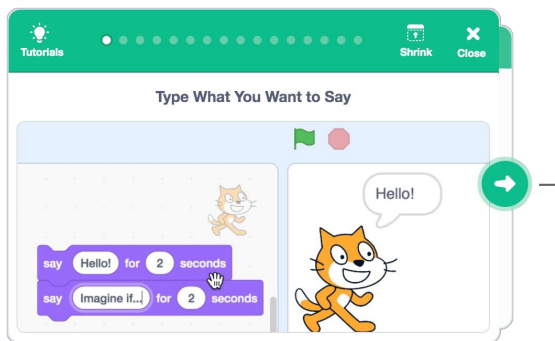 Tutorials
Shrink
Close
Type What You Want to Say
Hello!
say Hello! for 2 seconds
say Imagine if... for 2 seconds